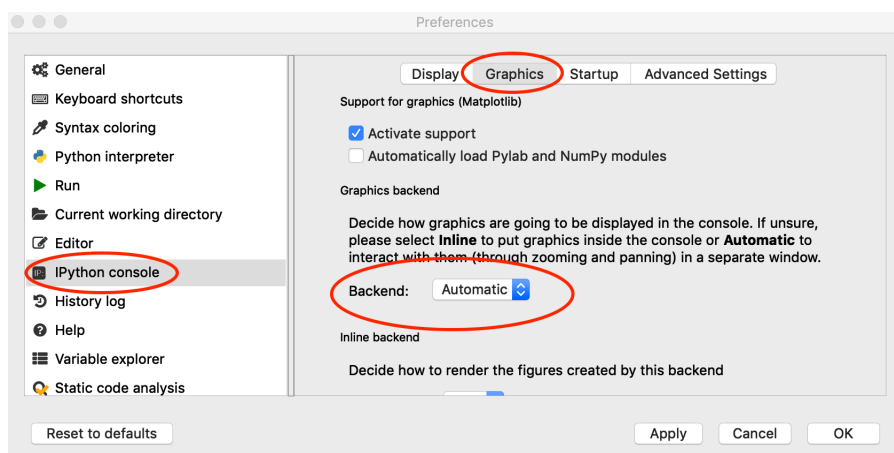 Preferences
General
Keyboard shortcuts
Syntax coloring
Python interpreter
Run
Current working directory
Editor
IPython console
History log
Help
Variable explorer
Static code analysis
Display Graphics Startup Advanced Settings
Support for graphics (Matplotlib)
Activate support
Automatically load Pylab and NumPy modules
Graphics backend
Decide how graphics are going to be displayed in the console. If unsure,
please select Inline to put graphics inside the console or Automatic to
interact with them (through zooming and panning) in a separate window.
Backend: Automatic
Inline backend
Decide how to render the figures created by this backend
Reset to defaults Apply Cancel OK